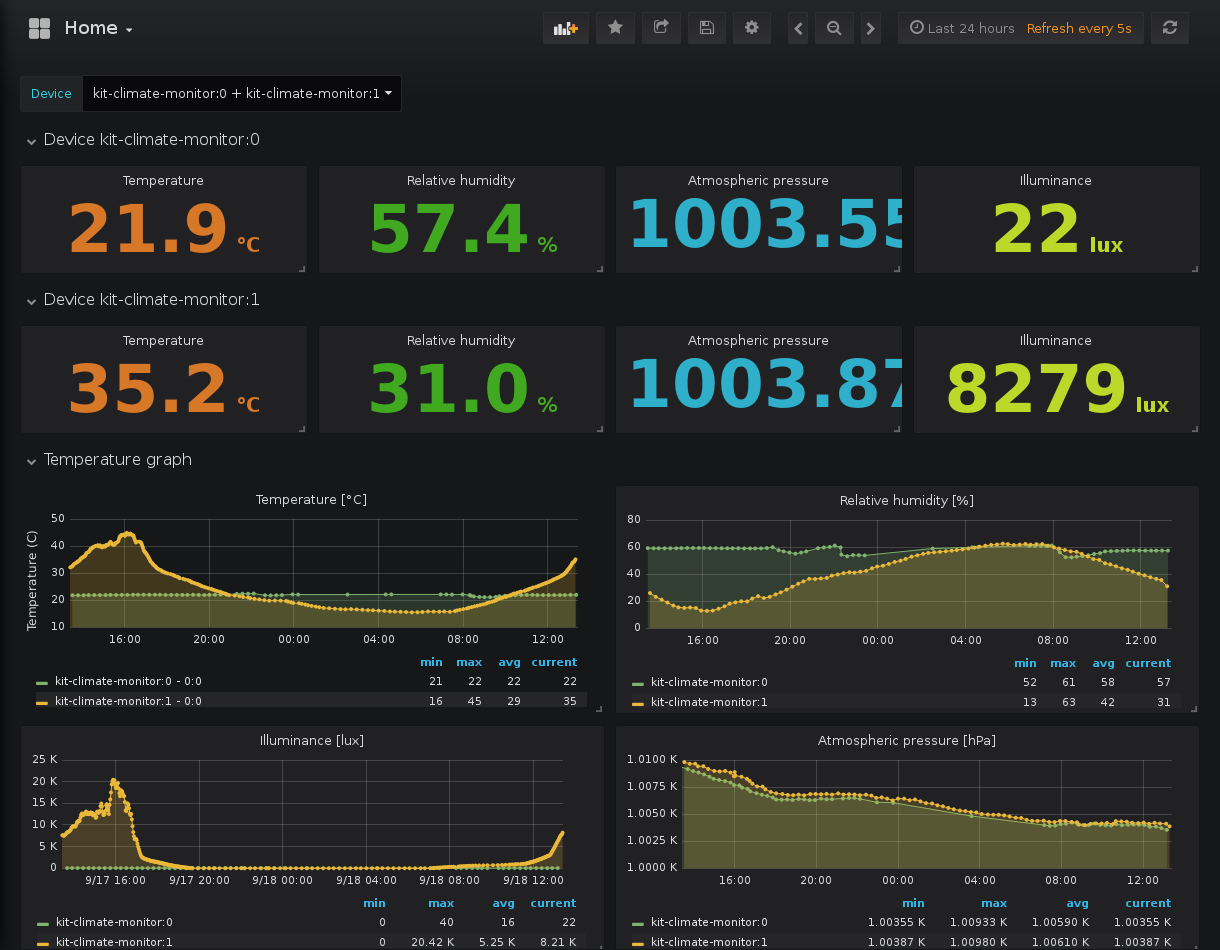 Home
Last 24 hours Refresh every 5s
Device kit-climate-monitor:0 + kit-climate-monitor:1
Device kit-climate-monitor:0
Temperature Relative humidity Atmospheric pressure Illuminance
21.9 °C 57.4 % 1003.55 22 lux
Device kit-climate-monitor:1
Temperature Relative humidity Atmospheric pressure Illuminance
35.2 °C 31.0 % 1003.87 8279 lux
Temperature graph
Temperature [°C]
Temperature (C)
50
40
30
20
10
16:00 20:00 00:00 04:00 08:00 12:00
min max avg current
kit-climate-monitor:0 - 0:0 21 22 22 22
kit-climate-monitor:1 - 0:0 16 45 29 35
Relative humidity [%]
80
60
40
20
0
16:00 20:00 00:00 04:00 08:00 12:00
min max avg current
kit-climate-monitor:0 52 61 58 57
kit-climate-monitor:1 13 63 42 31
Illuminance [lux]
25 K
20 K
15 K
10 K
5 K
0
9/17 16:00 9/17 20:00 9/18 00:00 9/18 04:00 9/18 08:00 9/18 12:00
min max avg current
kit-climate-monitor:0 0 40 16 22
kit-climate-monitor:1 0 20.42 K 5.25 K 8.21 K
Atmospheric pressure [hPa]
1.0100 K
1.0075 K
1.0050 K
1.0025 K
1.0000 K
16:00 20:00 00:00 04:00 08:00 12:00
min max avg current
kit-climate-monitor:0 1.00355 K 1.00933 K 1.00590 K 1.00355 K
kit-climate-monitor:1 1.00387 K 1.00980 K 1.00610 K 1.00387 K